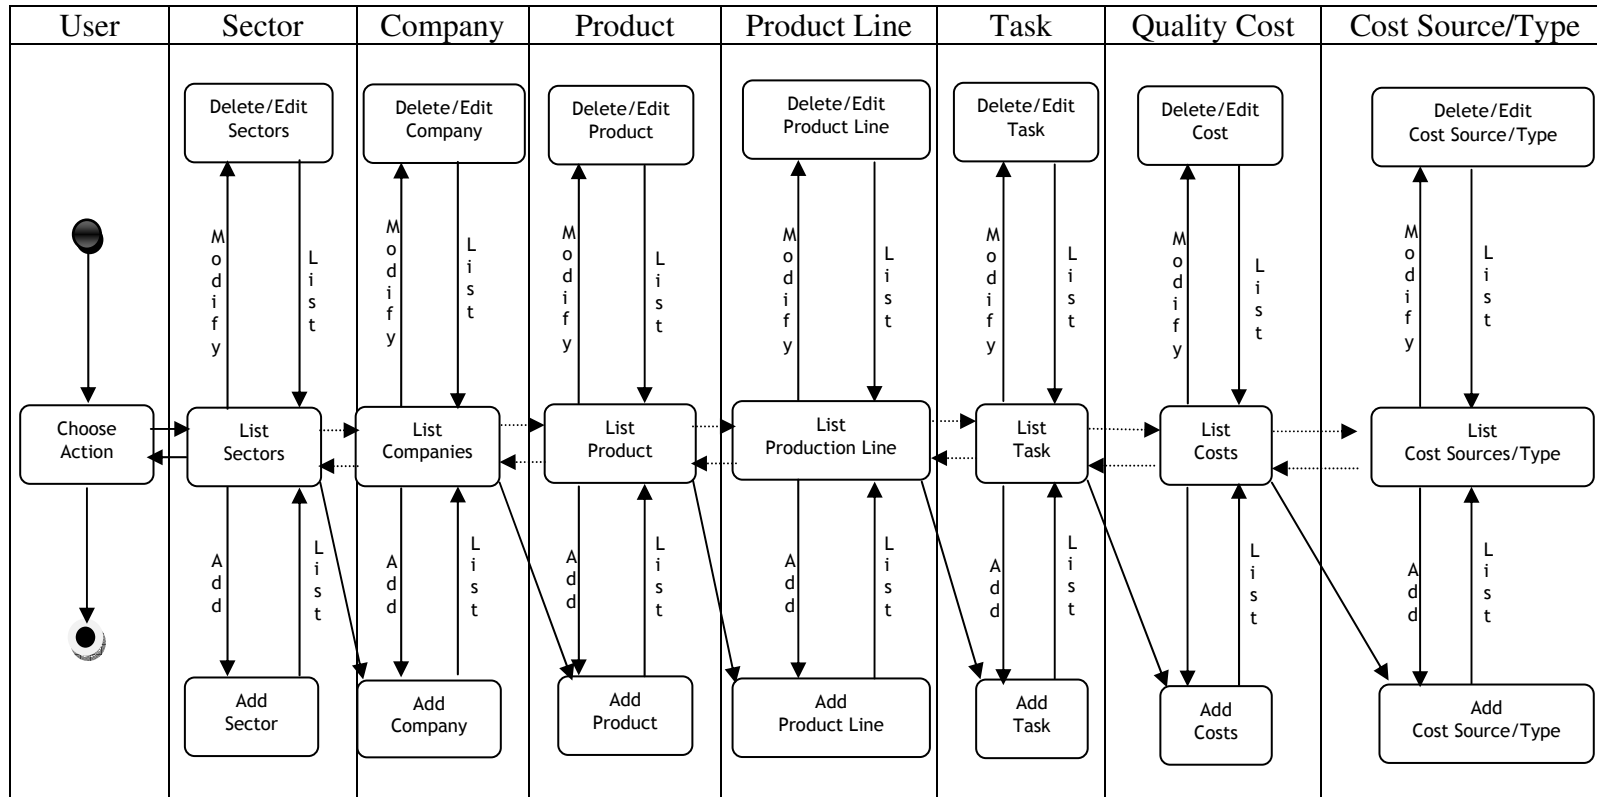 User Sector Company Product Product Line Task Quality Cost Cost Source/Type
Delete/Edit
Sectors
Delete/Edit
Company
Delete/Edit
Product
Delete/Edit
Product Line
Delete/Edit
Task
Delete/Edit
Cost
Delete/Edit
Cost Source/Type
Modify
List
Modify
List
Modify
List
Modify
List
Modify
List
Modify
List
Modify
List
Choose
Action
List
Sectors
List
Companies
List
Product
List
Production Line
List
Task
List
Costs
List
Cost Sources/Type
Add
List
Add
List
Add
List
Add
List
Add
List
List
Add
List
Add
Sector
Add
Company
Add
Product
Add
Product Line
Add
Task
Add
Costs
Add
Cost Source/Type